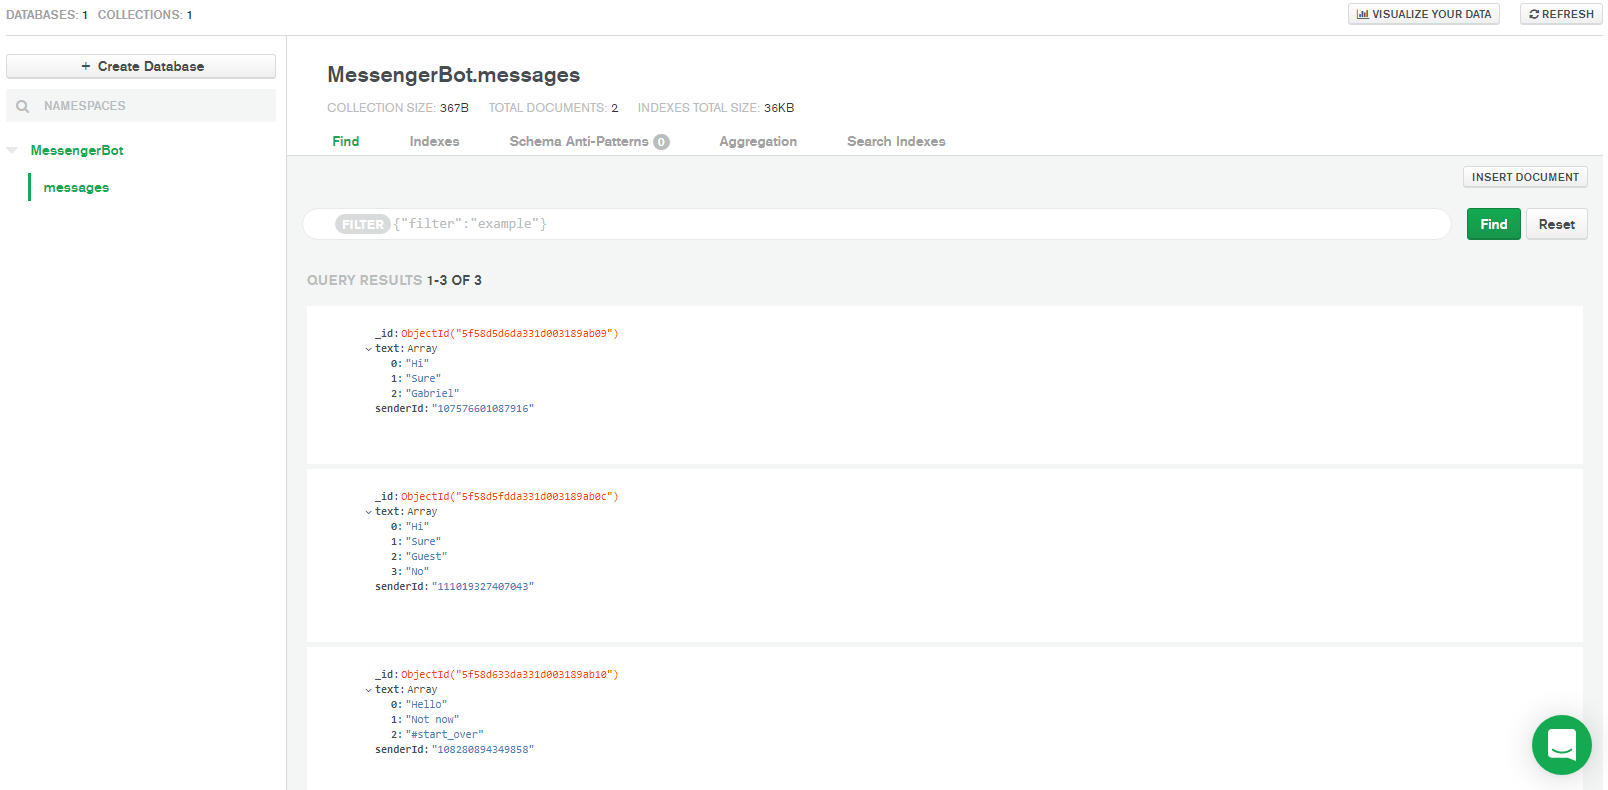 DATABASES: 1 COLLECTIONS: 1
VISUALIZE YOUR DATA
REFRESH
+ Create Database
NAMESPACES
MessengerBot
messages
MessengerBot.messages
COLLECTION SIZE: 367B TOTAL DOCUMENTS: 2 INDEXES TOTAL SIZE: 36KB
Find Indexes Schema Anti-Patterns 0 Aggregation Search Indexes
INSERT DOCUMENT
FILTER {"filter":"example"}
Find Reset
QUERY RESULTS 1-3 OF 3
_id: ObjectId("5f58d5d6da331d003189ab09")
text: Array
0: "Hi"
1: "Sure"
2: "Gabriel"
senderId: "107576601087916"
_id: ObjectId("5f58d5fdda331d003189ab0c")
text: Array
0: "Hi"
1: "Sure"
2: "Guest"
3: "No"
senderId: "111019327407043"
_id: ObjectId("5f58d633da331d003189ab10")
text: Array
0: "Hello"
1: "Not now"
2: "#start_over"
senderId: "108280894349858"